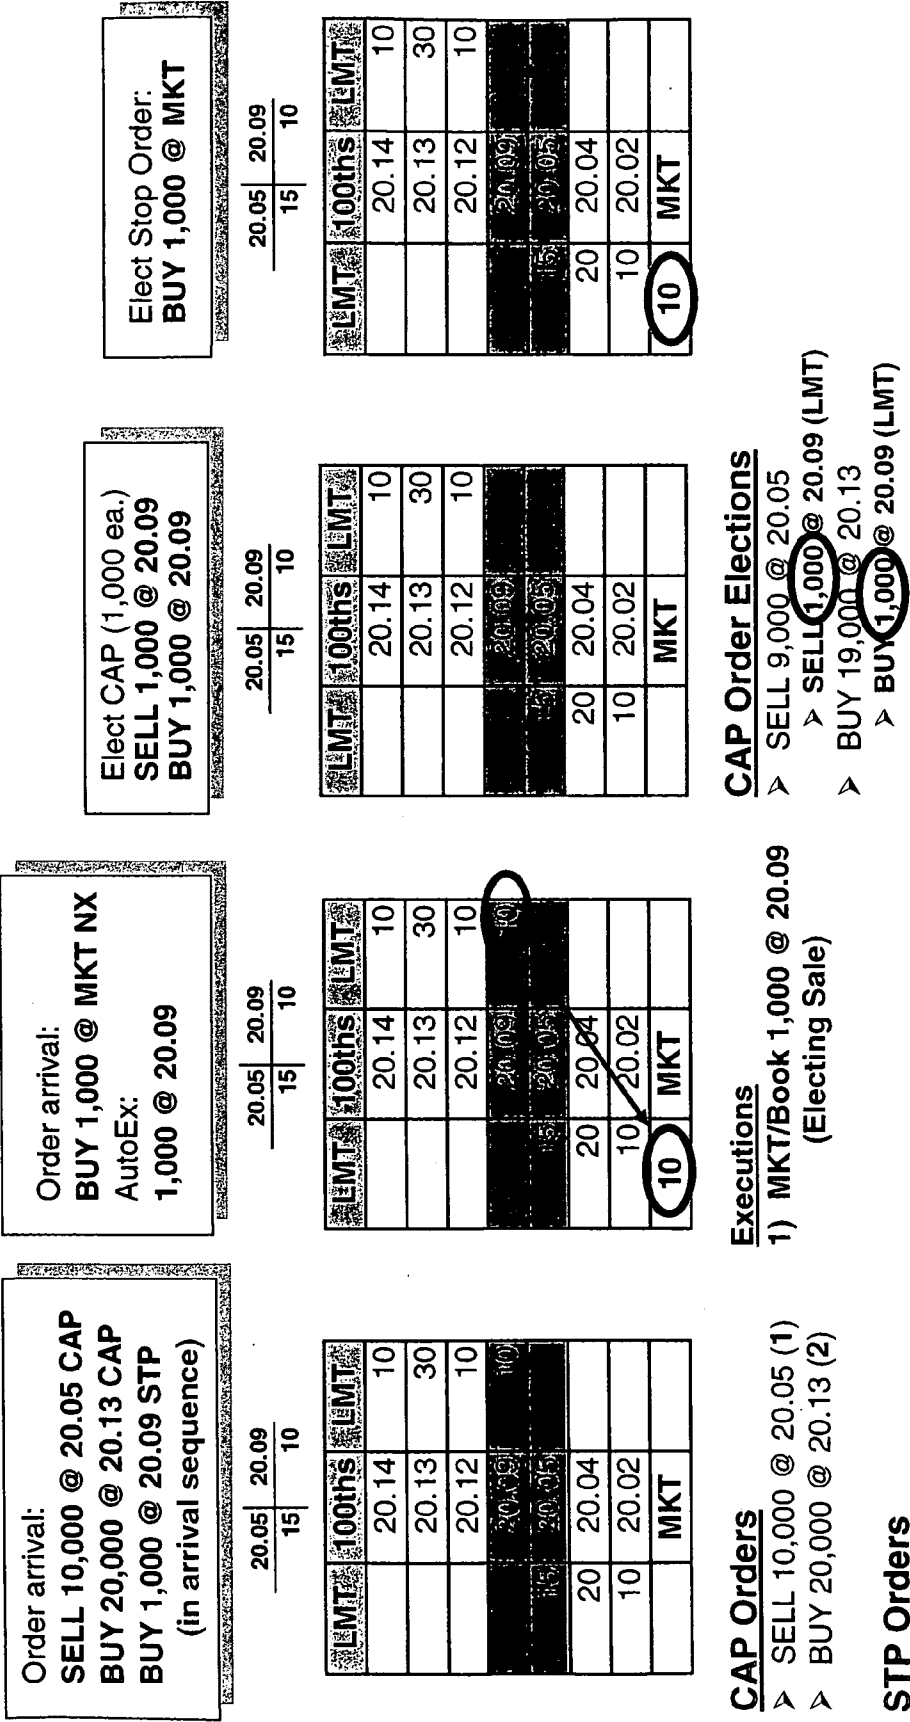 Order arrival:
SELL 10,000 @ 20.05 CAP
BUY 20,000 @ 20.13 CAP
BUY 1,000 @ 20.09 STP
(in arrival sequence)
20.05 20.09
15 10
LMT 100ths LMT
20.14 10
20.13 30
20.12 10
20.09 10
15 20.05
20 20.04
10 20.02
MKT
CAP Orders
➢ SELL 10,000 @ 20.05 (1)
➢ BUY 20,000 @ 20.13 (2)
STP Orders
Order arrival:
BUY 1,000 @ MKT NX
AutoEx:
1,000 @ 20.09
20.05 20.09
15 10
LMT 100ths LMT
20.14 10
20.13 30
20.12 10
20.09 10
15 20.05
20 20.04
10 20.02
10 MKT
Executions
1) MKT/Book 1,000 @ 20.09
(Electing Sale)
Elect CAP (1,000 ea.)
SELL 1,000 @ 20.09
BUY 1,000 @ 20.09
20.05 20.09
15 10
LMT 100ths LMT
20.14 10
20.13 30
20.12 10
20.09
15 20.05
20 20.04
10 20.02
MKT
CAP Order Elections
➢ SELL 9,000 @ 20.05
➢ SELL 1,000 @ 20.09 (LMT)
➢ BUY 19,000 @ 20.13
➢ BUY 1,000 @ 20.09 (LMT)
Elect Stop Order:
BUY 1,000 @ MKT
20.05 20.09
15 10
LMT 100ths LMT
20.14 10
20.13 30
20.12 10
20.09
15 20.05
20 20.04
10 20.02
10 MKT